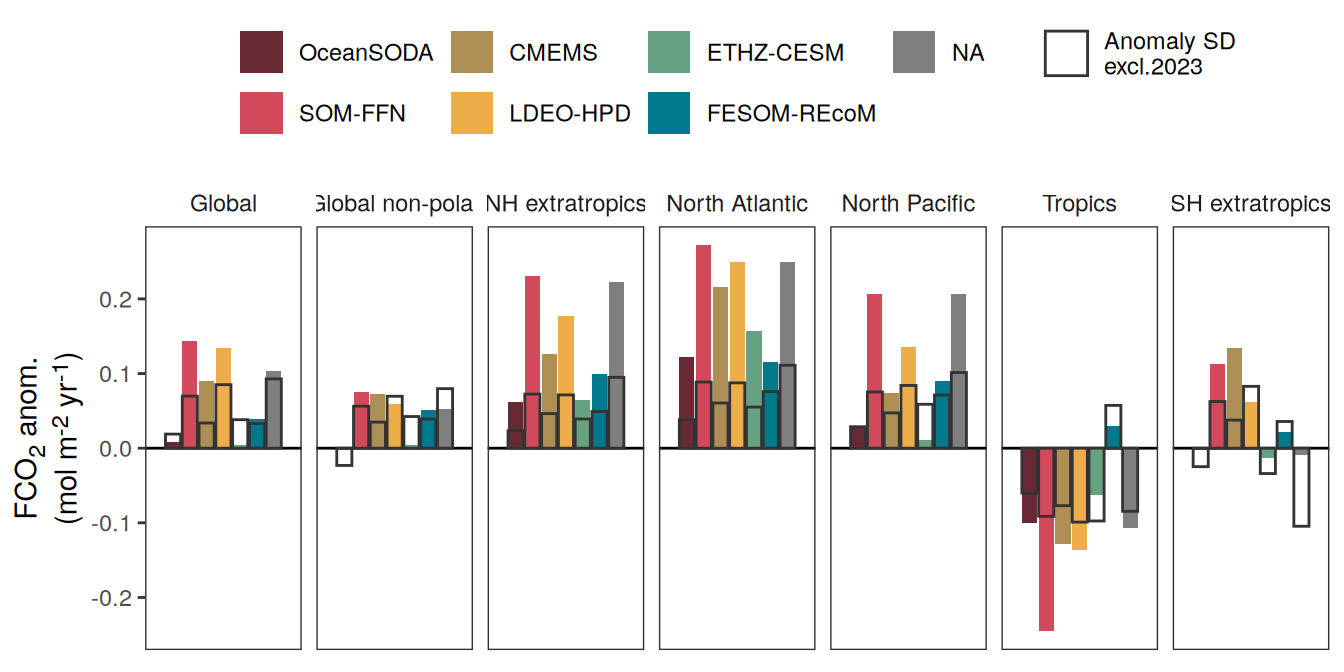 OceanSODA CMEMS ETHZ-CESM NA Anomaly SD
excl.2023
SOM-FFN LDEO-HPD FESOM-REcoM
Global Global non-pola NH extratropics North Atlantic North Pacific Tropics SH extratropics
FCO2 anom.
(mol m-2 yr-1)
0.2
0.1
0.0
-0.1
-0.2